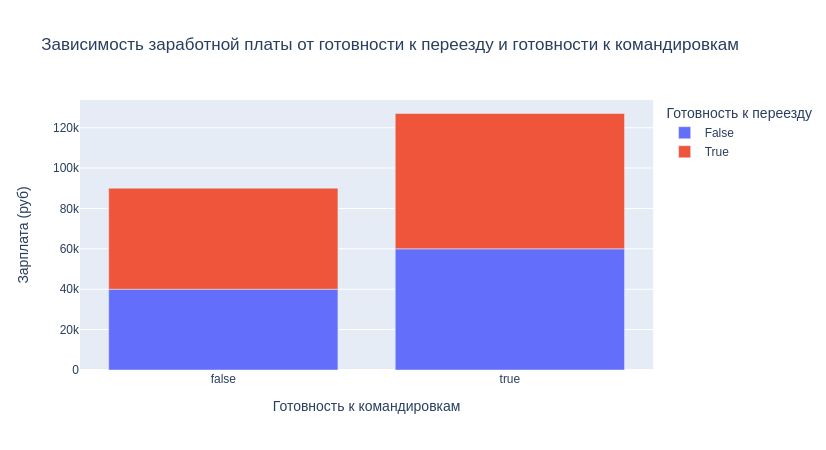 Зависимость заработной платы от готовности к переезду и готовности к командировкам
Готовность к переезду
False
True
120k
100k
80k
60k
40k
20k
0
Зарплата (руб)
false
true
Готовность к командировкам